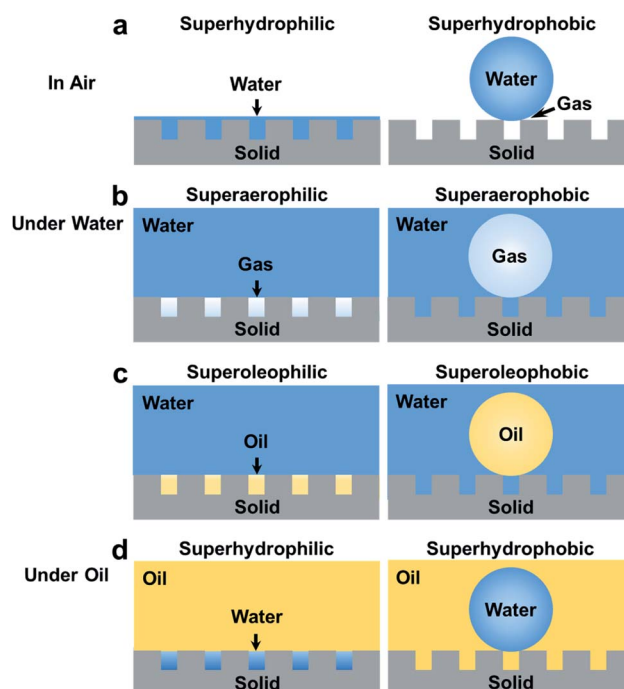 a
Superhydrophilic
Superhydrophobic
In Air
Water
Water
Gas
Solid
Solid
b
Superaerophilic
Superaerophobic
Under Water
Water
Water
Gas
Gas
Solid
Solid
c
Superoleophilic
Superoleophobic
Water
Water
Oil
Oil
Solid
Solid
d
Superhydrophilic
Superhydrophobic
Under Oil
Oil
Oil
Water
Water
Solid
Solid